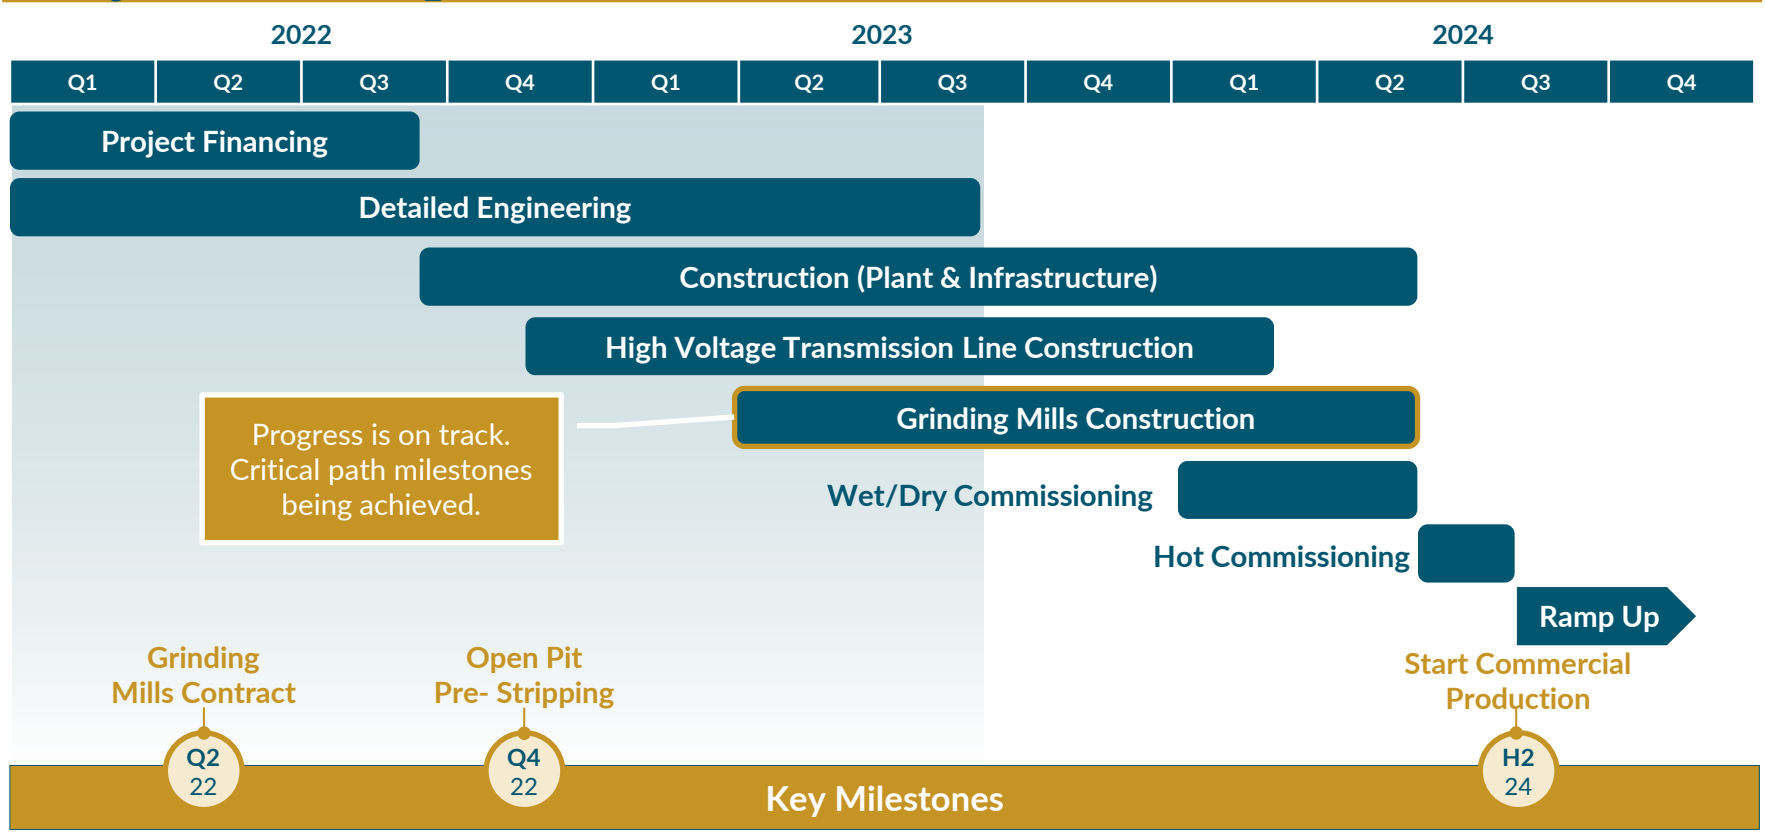 2022 2023 2024
Q1 Q2 Q3 Q4 Q1 Q2 Q3 Q4 Q1 Q2 Q3 Q4
Project Financing
Detailed Engineering
Construction (Plant & Infrastructure)
High Voltage Transmission Line Construction
Grinding Mills Construction
Progress is on track.
Critical path milestones
being achieved.
Wet/Dry Commissioning
Hot Commissioning
Ramp Up
Grinding
Mills Contract
Open Pit
Pre- Stripping
Start Commercial
Production
Q2
22
Q4
22
H2
24
Key Milestones